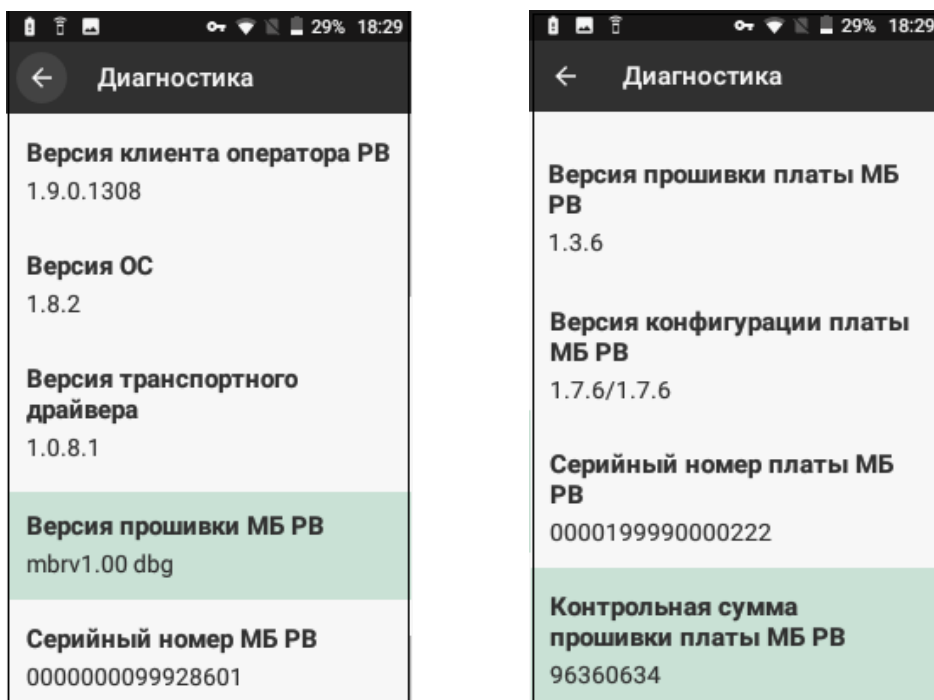 29% 18:29
Диагностика
Версия клиента оператора РВ
1.9.0.1308
Версия ОС
1.8.2
Версия транспортного
драйвера
1.0.8.1
Версия прошивки МБ РВ
mbrv1.00 dbg
Серийный номер МБ РВ
0000000099928601
29% 18:29
Диагностика
Версия прошивки платы МБ
РВ
1.3.6
Версия конфигурации платы
МБ РВ
1.7.6/1.7.6
Серийный номер платы МБ
РВ
0000199990000222
Контрольная сумма
прошивки платы МБ РВ
96360634